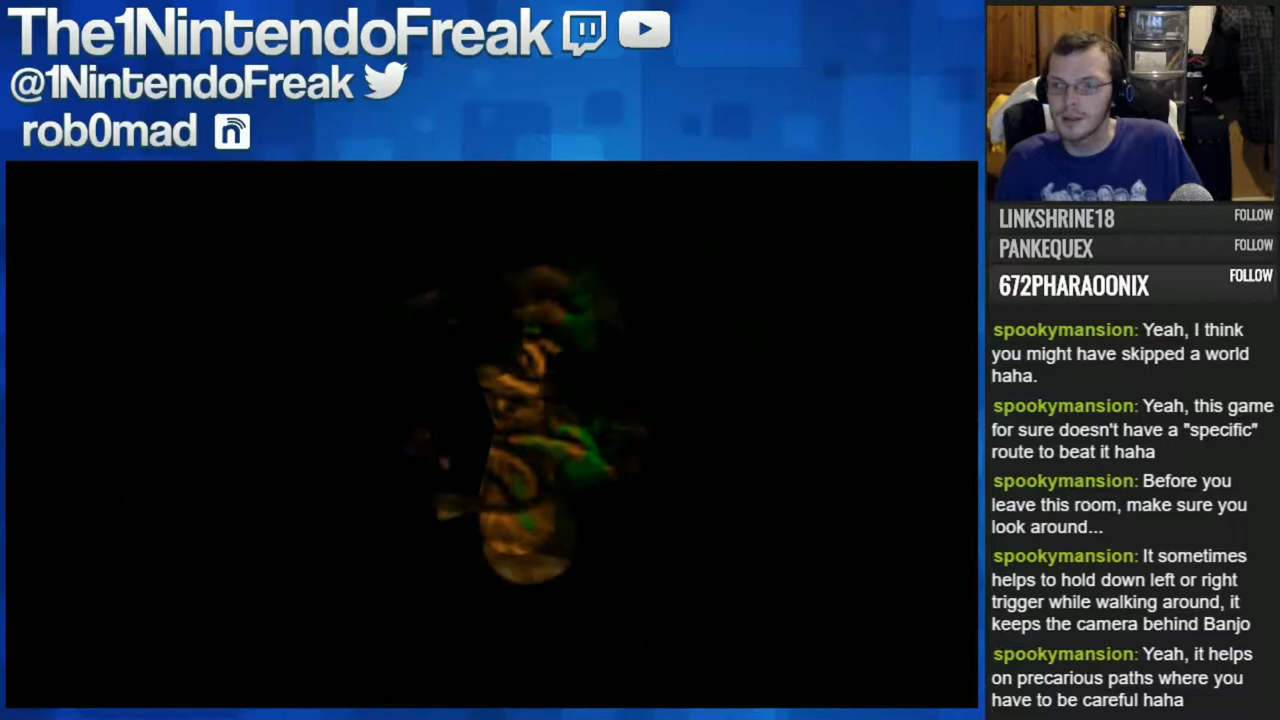 The1NintendoFreak
@1NintendoFreak
rob0mad
LINKSHRINE18 FOLLOW
PANKEQUEX FOLLOW
672PHARAOONIX FOLLOW
spookymansion: Yeah, I think
you might have skipped a world
haha.
spookymansion: Yeah, this game
for sure doesn't have a "specific"
route to beat it haha
spookymansion: Before you
leave this room, make sure you
look around...
spookymansion: It sometimes
helps to hold down left or right
trigger while walking around, it
keeps the camera behind Banjo
spookymansion: Yeah, it helps
on precarious paths where you
have to be careful haha